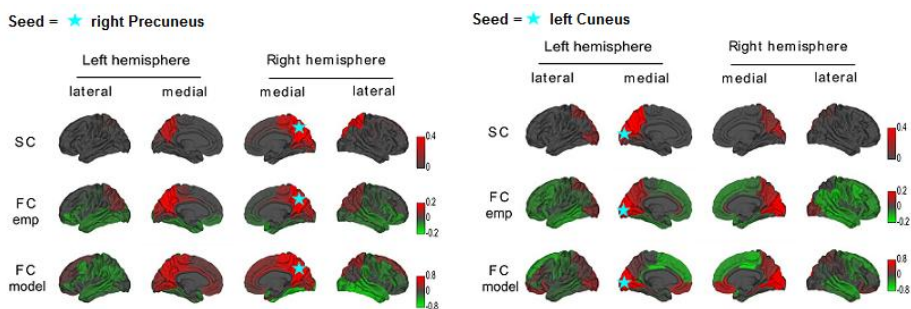 Seed = right Precuneus
Left hemisphere Right hemisphere
lateral medial medial lateral
SC
0.4
0
FC
emp
0.2
0
-0.2
FC
model
0.8
0
-0.8
Seed = left Cuneus
Left hemisphere Right hemisphere
lateral medial medial lateral
SC
0.4
0
FC
emp
0.2
0
-0.2
FC
model
0.8
0
-0.8